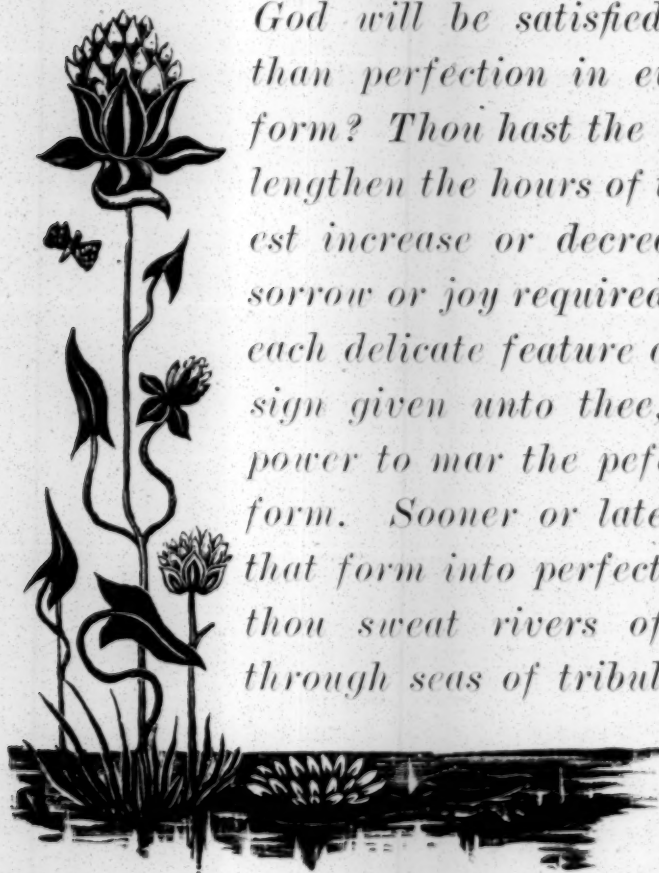 God will be satisfied
than perfection in
form? Thou hast the
lengthen the hours of
est increase or decre
sorrow or joy required
each delicate feature
sign given unto thee,
power to mar the pef
form. Sooner or late
that form into perfect
thou sweat rivers of
through seas of tribul